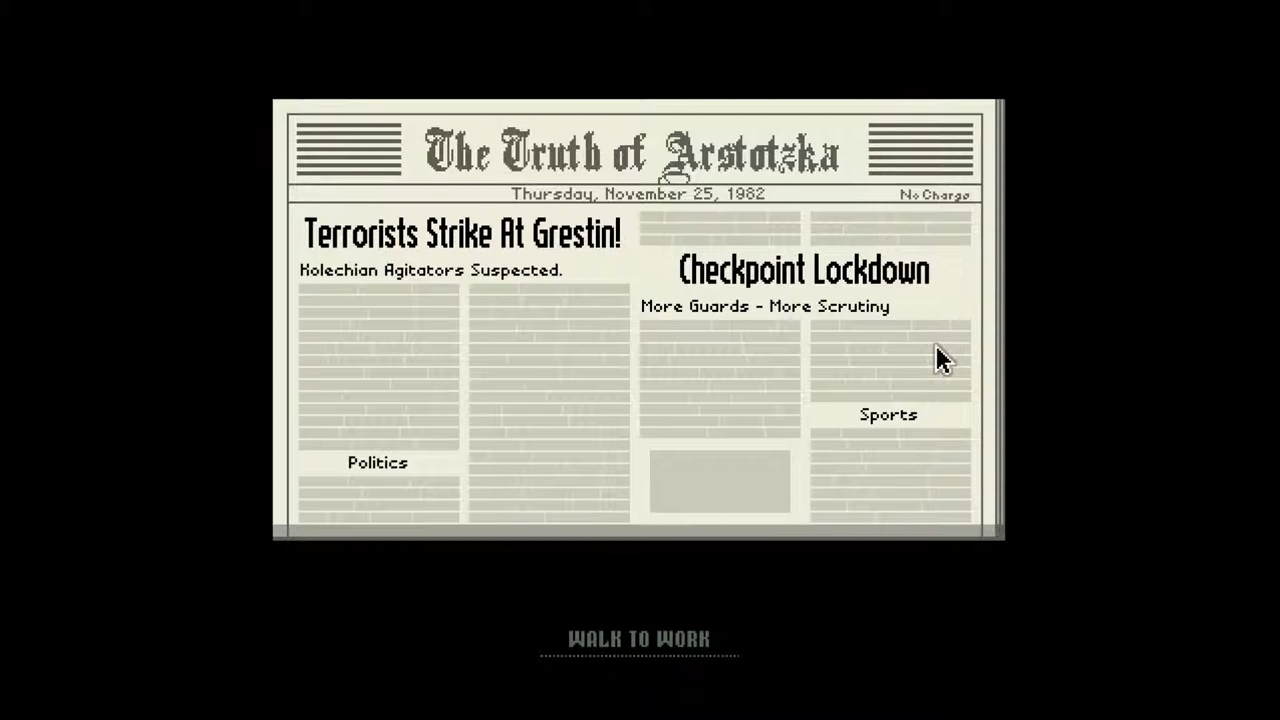 The Truth of Arstotzka
Thursday, November 25, 1982
No Charge
Terrorists Strike At Grestin!
Kolechian Agitators Suspected.
Checkpoint Lockdown
More Guards - More Scrutiny
Politics
Sports
WALK TO WORK